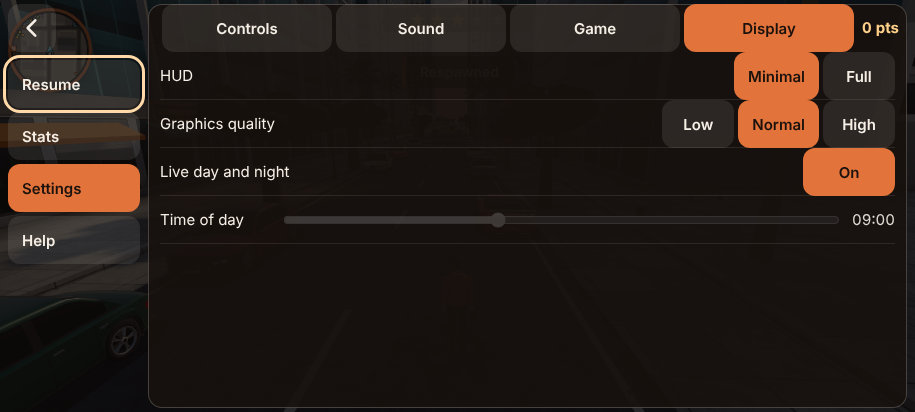 Controls
Sound
Game
Display
0 pts
Resume
Stats
Settings
Help
HUD
Minimal
Full
Graphics quality
Low
Normal
High
Live day and night
On
Time of day
09:00